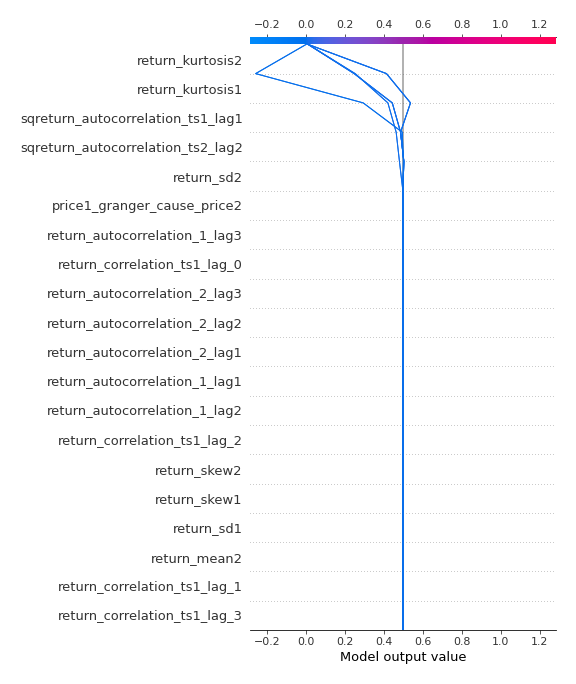 −0.2 0.0 0.2 0.4 0.6 0.8 1.0 1.2
return_kurtosis2
return_kurtosis1
sqreturn_autocorrelation_ts1_lag1
sqreturn_autocorrelation_ts2_lag2
return_sd2
price1_granger_cause_price2
return_autocorrelation_1_lag3
return_correlation_ts1_lag_0
return_autocorrelation_2_lag3
return_autocorrelation_2_lag2
return_autocorrelation_2_lag1
return_autocorrelation_1_lag1
return_autocorrelation_1_lag2
return_correlation_ts1_lag_2
return_skew2
return_skew1
return_sd1
return_mean2
return_correlation_ts1_lag_1
return_correlation_ts1_lag_3
−0.2 0.0 0.2 0.4 0.6 0.8 1.0 1.2
Model output value